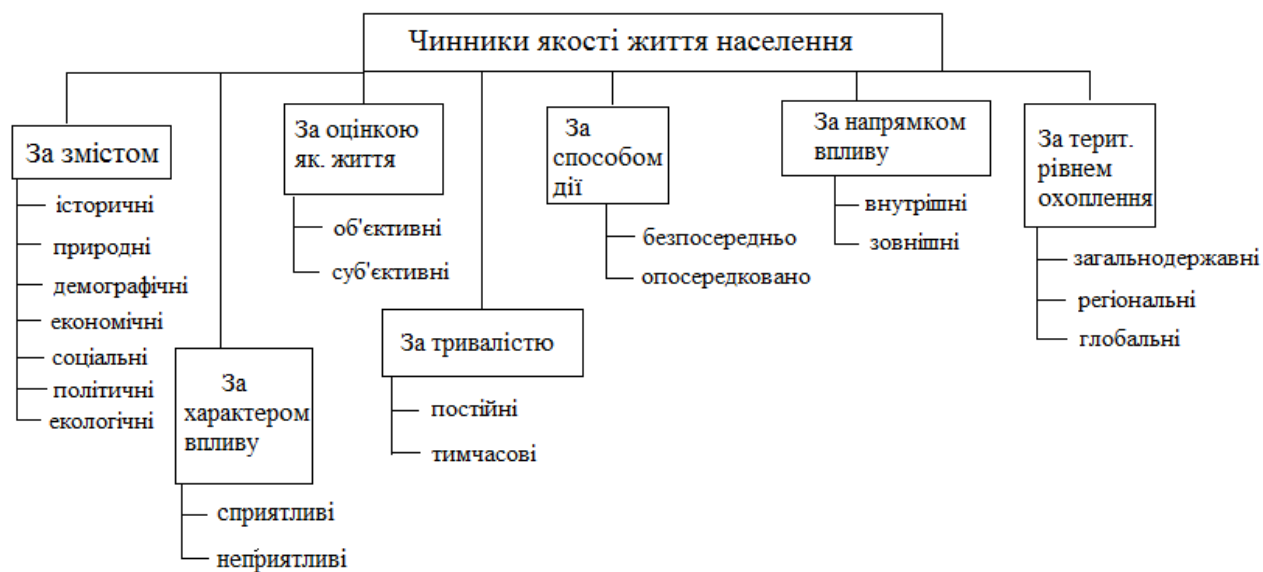 Чинники якості життя населення
За змістом
історичні
природні
демографічні
економічні
соціальні
політичні
екологічні
За
характером
впливу
сприятливі
неприятливі
За оцінкою
як. життя
об'єктивні
суб'єктивні
За тривалістю
постійні
тимчасові
За
способом
дії
безпосередньо
опосередковано
За напрямком
впливу
внутрішні
зовнішні
За терит.
рівнем
охоплення
загальнодержавні
регіональні
глобальні